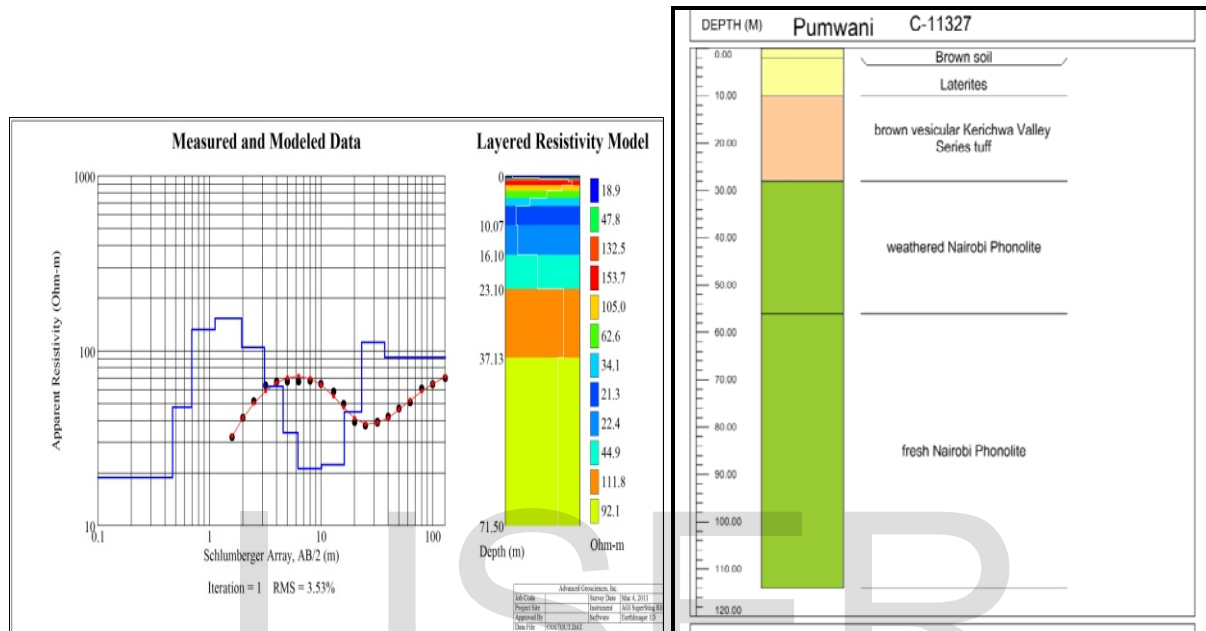 Measured and Modeled Data
1000
100
10
Apparent Resistivity (Ohm-m)
0.1
1
10
100
Schlumberger Array, AB/2 (m)
Iteration = 1 RMS = 3.53%
Layered Resistivity Model
0
10.07
16.10
23.10
37.13
71.50
Depth (m)
18.9
47.8
132.5
153.7
105.0
62.6
34.1
21.3
22.4
44.9
111.8
92.1
Ohm-m
Advanced Geosciences, Inc.
Job Code Survey Date Mar 4, 2011
Project Site Instrument AGI SuperSting
Approved By Software EarthImager 1D
Data File
DEPTH (M) Pumwani C-11327
0.00
10.00
20.00
30.00
40.00
50.00
60.00
70.00
80.00
90.00
100.00
110.00
120.00
Brown soil
Laterites
brown vesicular Kerichwa Valley
Series tuff
weathered Nairobi Phonolite
fresh Nairobi Phonolite
IJSER